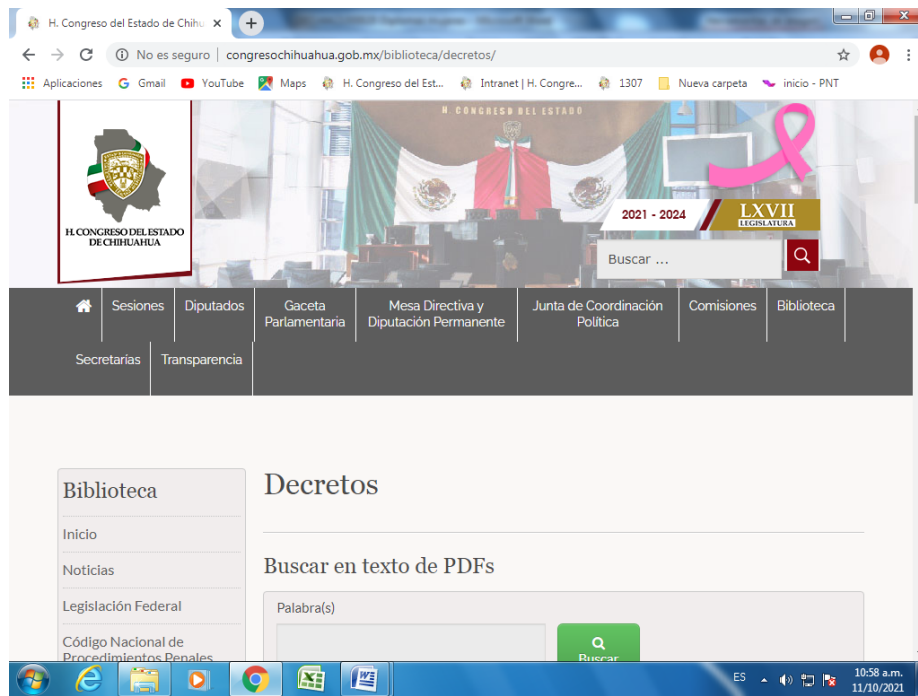 H. Congreso del Estado de Chihu
No es seguro | congresochihuahua.gob.mx/biblioteca/decretos/
Aplicaciones Gmail YouTube Maps H. Congreso del Est... Intranet | H. Congre... 1307 Nueva carpeta inicio - PNT
H CONGRESO DEL ESTADO
H. CONGRESO DEL ESTADO
DE CHIHUAHUA
2021 - 2024
LXVII
LEGISLATURA
Buscar ...
Sesiones
Diputados
Gaceta
Parlamentaria
Mesa Directiva y
Diputación Permanente
Junta de Coordinación
Política
Comisiones
Biblioteca
Secretarías
Transparencia
Biblioteca
Inicio
Noticias
Legislación Federal
Código Nacional de
Procedimientos Penales
Decretos
Buscar en texto de PDFs
Palabra(s)
Buscar
ES
10:58 a.m.
11/10/2021